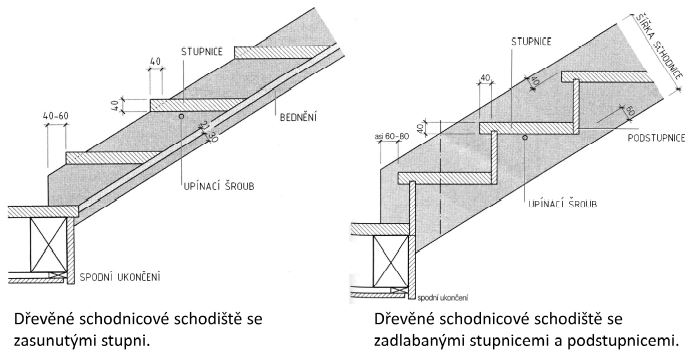 STUPNICE
40
40
40-60
BEDNĚNÍ
20-30
UPÍNACÍ ŠROUB
SPODNÍ UKONČENÍ
Dřevěné schodnicové schodiště se
zasunutými stupni.
ŠÍŘKA SCHODNICE
STUPNICE
40
40
60
40
PODSTUPNICE
asi 60-80
UPÍNACÍ ŠROUB
spodní ukončení
Dřevěné schodnicové schodiště se
zadlabanými stupnicemi a podstupnicemi.